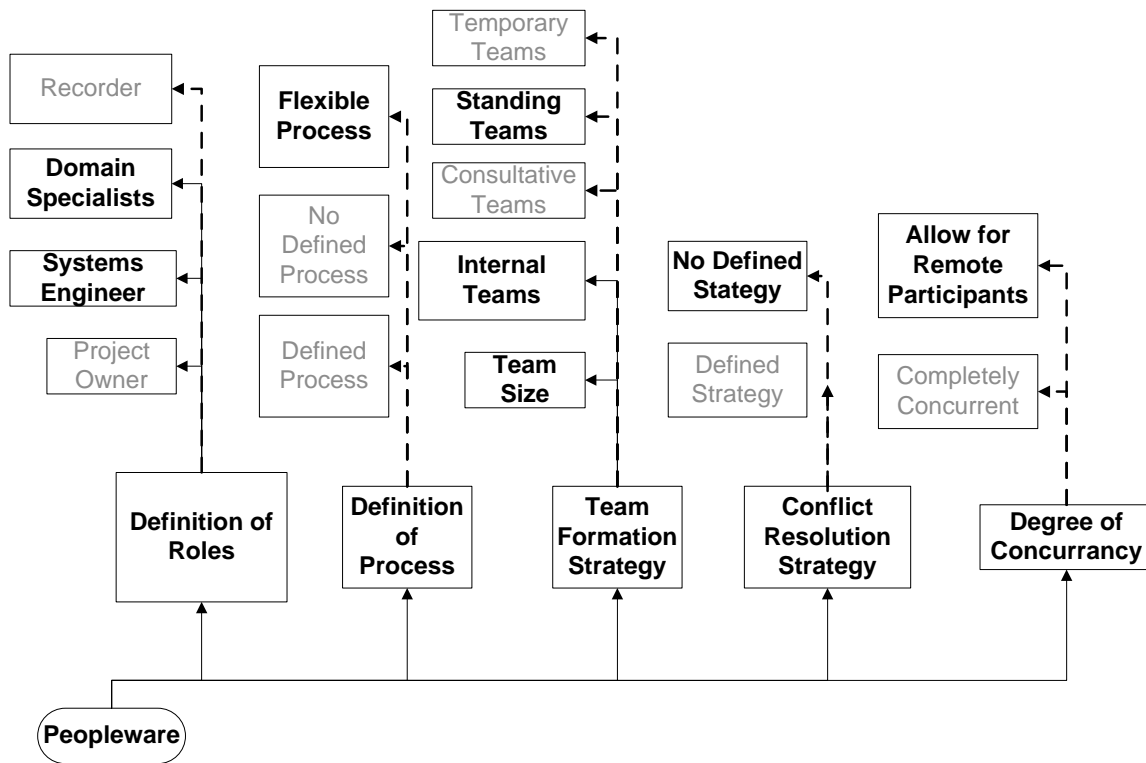 Temporary
Teams
Recorder
Flexible
Process
Standing
Teams
Domain
Specialists
Consultative
Teams
No
Defined
Process
Systems
Engineer
Internal
Teams
No Defined
Stategy
Allow for
Remote
Participants
Project
Owner
Defined
Process
Team
Size
Defined
Strategy
Completely
Concurrent
Definition of
Roles
Definition
of
Process
Team
Formation
Strategy
Conflict
Resolution
Strategy
Degree of
Concurrancy
Peopleware